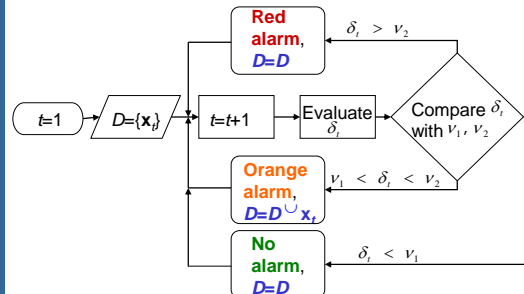 Red
alarm,
D=D
δₜ > ν₂
t=1
D={xₜ}
t=t+1
Evaluate
δₜ
Compare δₜ
with ν₁, ν₂
Orange
alarm,
D=D ∪ xₜ
ν₁ < δₜ < ν₂
No
alarm,
D=D
δₜ < ν₁